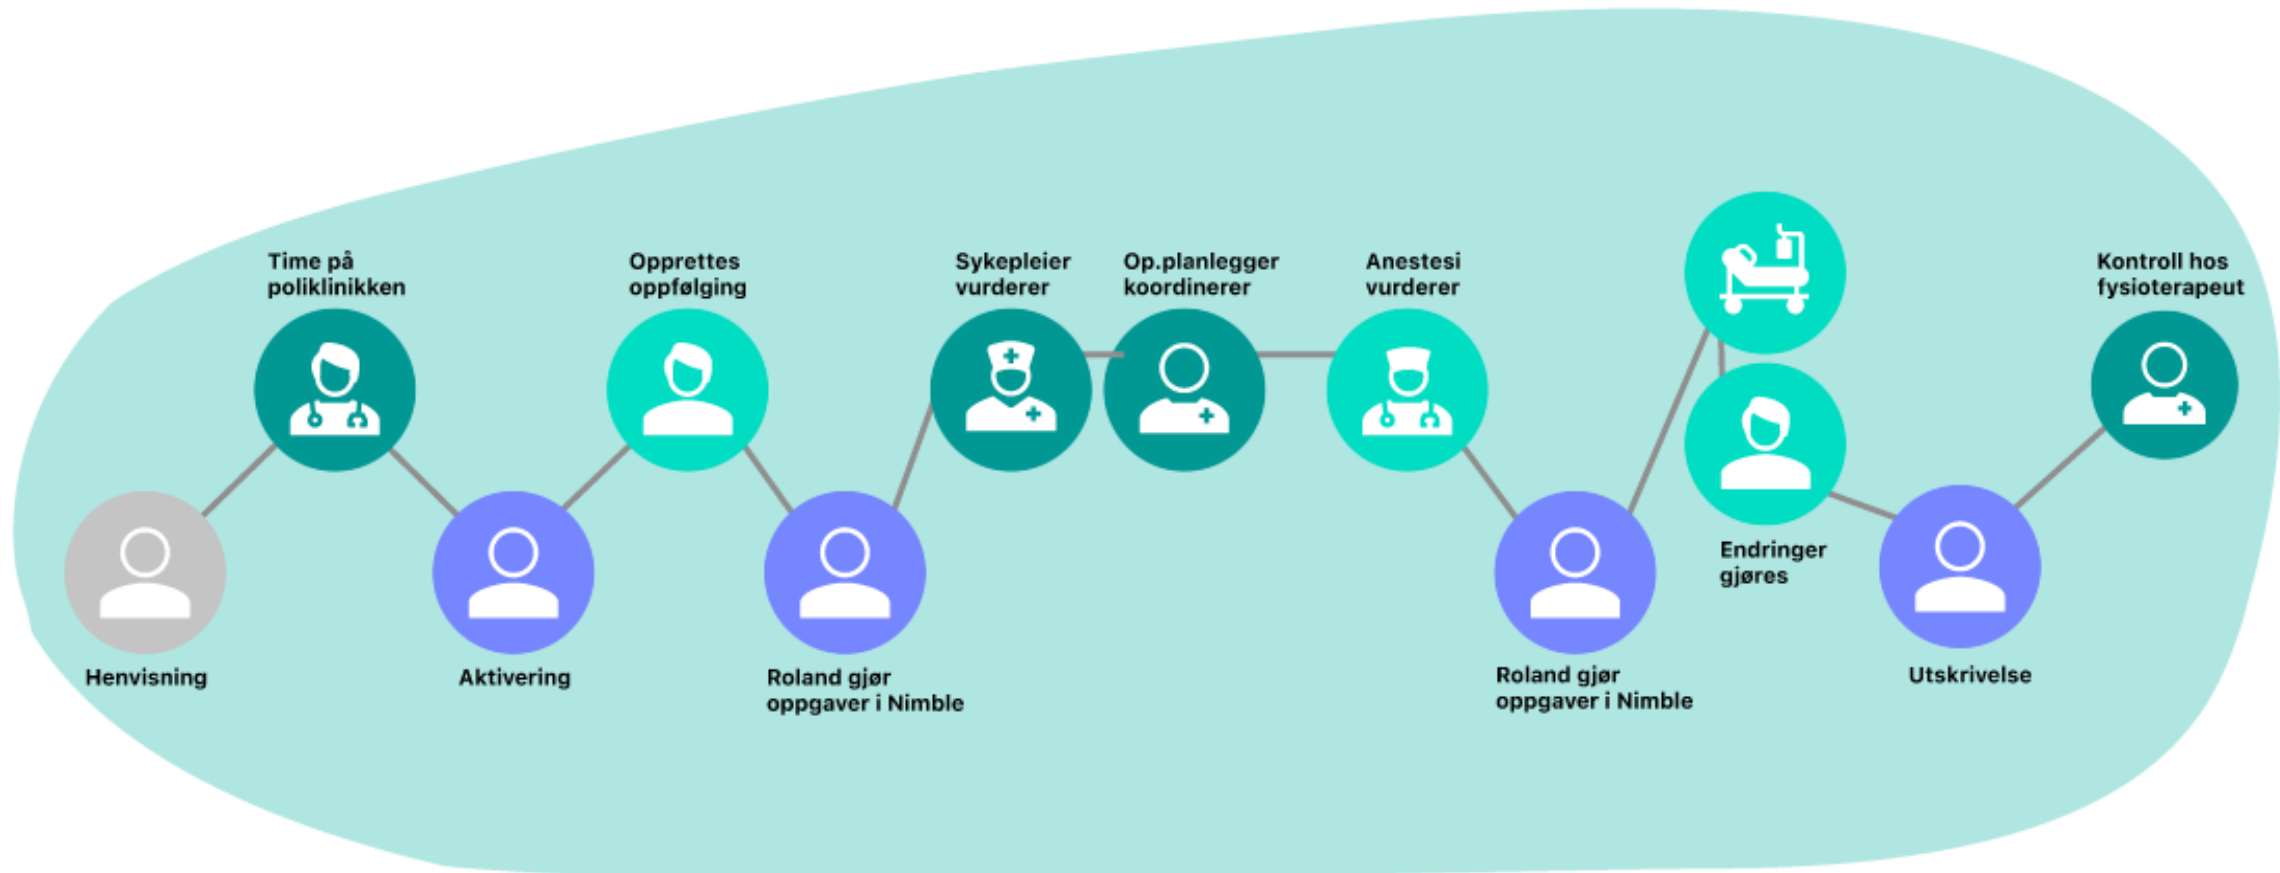 Henvisning
Time på
poliklinikken
Aktivering
Opprettes
oppfølging
Roland gjør
oppgaver i Nimble
Sykepleier
vurderer
Op.planlegger
koordinerer
Anestesi
vurderer
Roland gjør
oppgaver i Nimble
Endringer
gjøres
Utskrivelse
Kontroll hos
fysioterapeut